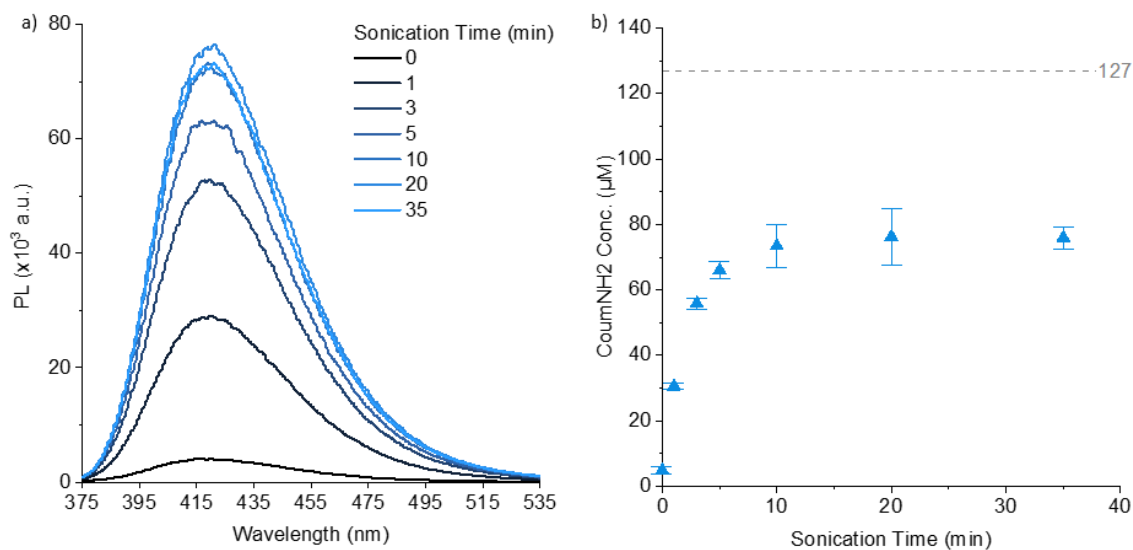 a)
Sonication Time (min)
0
1
3
5
10
20
35
80
60
40
20
0
PL (x10³ a.u.)
375 395 415 435 455 475 495 515 535
Wavelength (nm)
b)
140
127
120
100
80
60
40
20
0
CoumNH2 Conc. (µM)
0 10 20 30 40
Sonication Time (min)